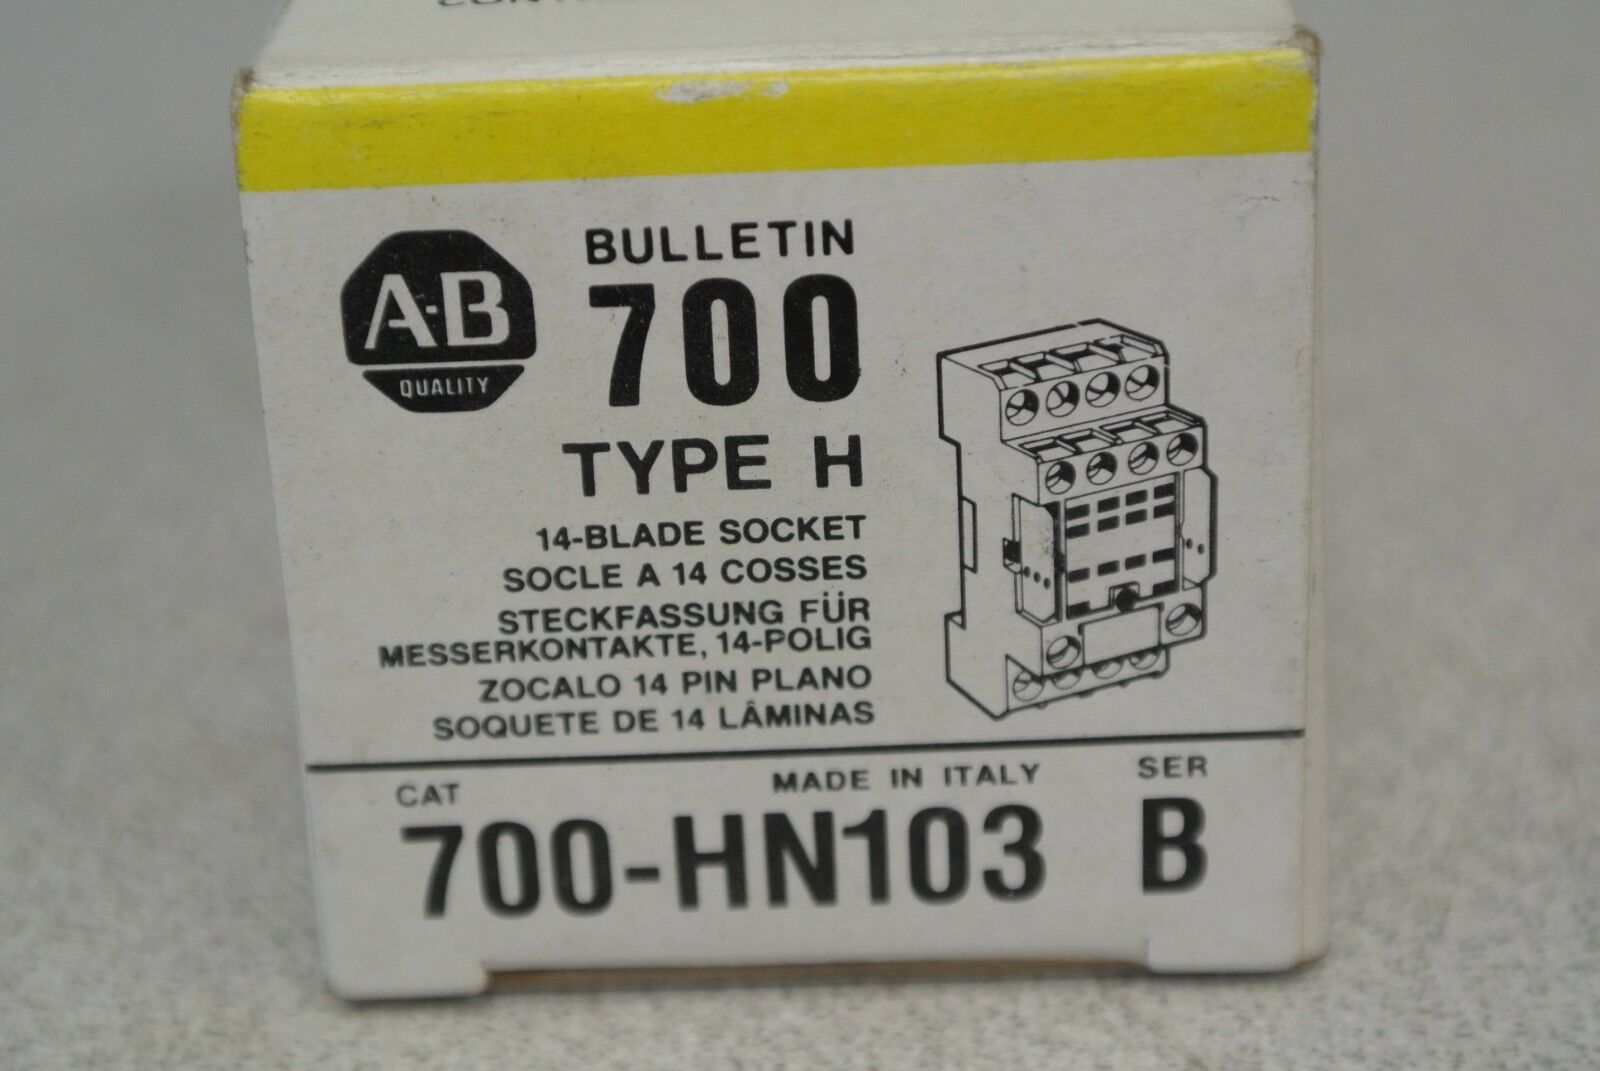 A-B
QUALITY
BULLETIN
700
TYPE H
14-BLADE SOCKET
SOCLE A 14 COSSES
STECKFASSUNG FÜR
MESSERKONTAKTE, 14-POLIG
ZOCALO 14 PIN PLANO
SOQUETE DE 14 LÂMINAS
CAT
MADE IN ITALY
SER
700-HN103 B